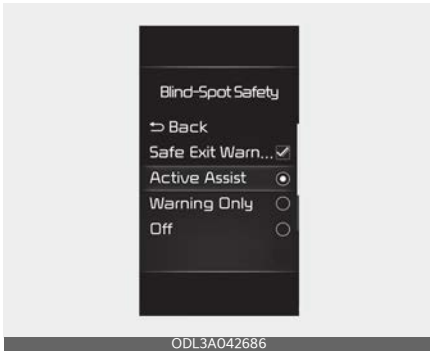 Blind-Spot Safety
Back
Safe Exit Warn...
Active Assist
Warning Only
Off
ODL3A042686